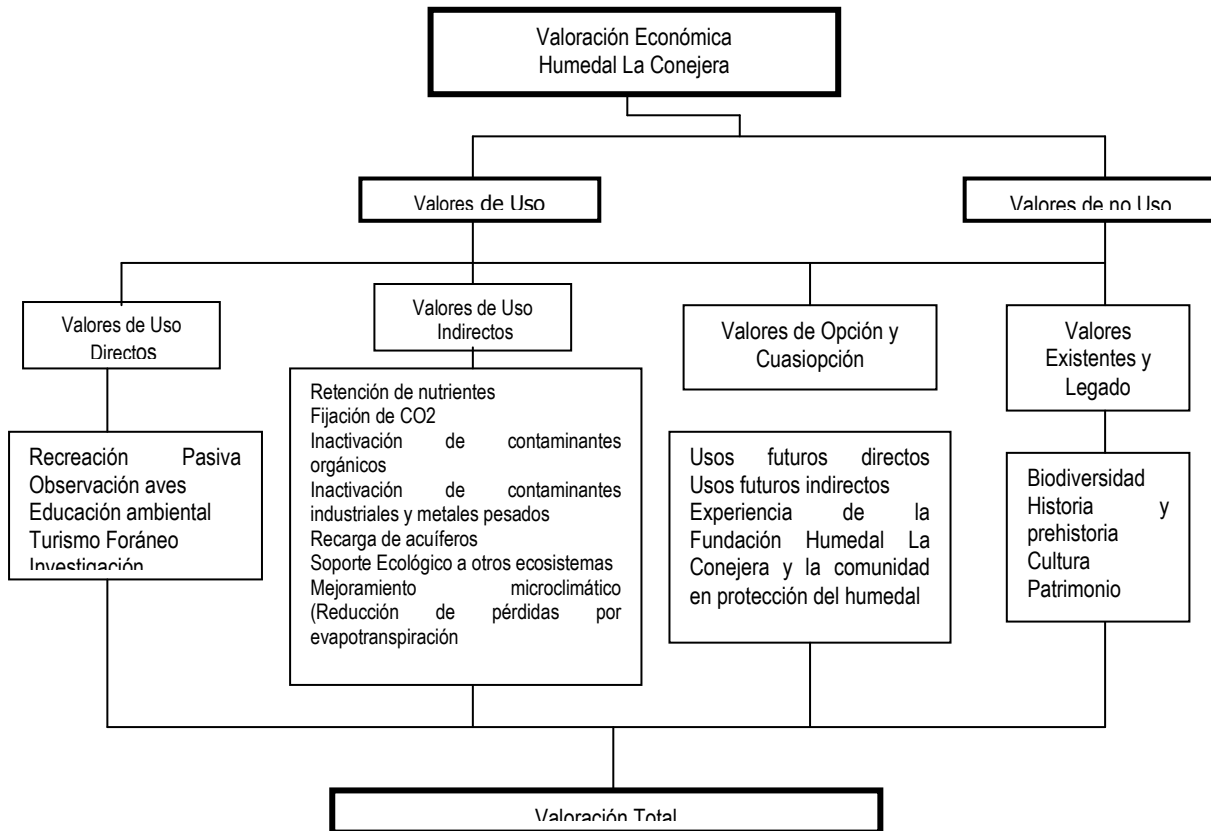 Valoración Económica
Humedal La Conejera
Valores de Uso
Valores de no Uso
Valores de Uso
Directos
Valores de Uso
Indirectos
Valores de Opción y
Cuasiopción
Valores
Existentes y
Legado
Recreación Pasiva
Observación aves
Educación ambiental
Turismo Foráneo
Investigación
Retención de nutrientes
Fijación de CO2
Inactivación de contaminantes
orgánicos
Inactivación de contaminantes
industriales y metales pesados
Recarga de acuíferos
Soporte Ecológico a otros ecosistemas
Mejoramiento microclimático
(Reducción de pérdidas por
evapotranspiración
Usos futuros directos
Usos futuros indirectos
Experiencia de la
Fundación Humedal La
Conejera y la comunidad
en protección del humedal
Biodiversidad
Historia y
prehistoria
Cultura
Patrimonio
Valoración Total